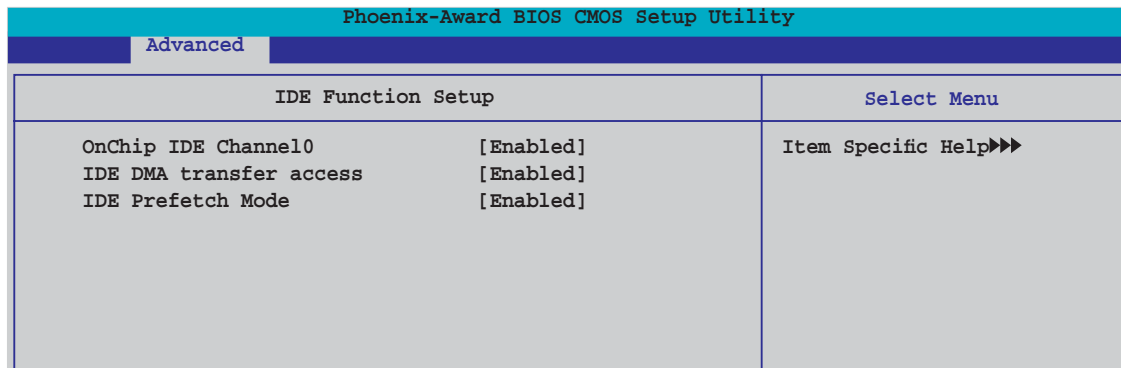 Phoenix-Award BIOS CMOS Setup Utility
Advanced
IDE Function Setup
Select Menu
OnChip IDE Channel0 [Enabled]
Item Specific Help▶▶▶
IDE DMA transfer access [Enabled]
IDE Prefetch Mode [Enabled]